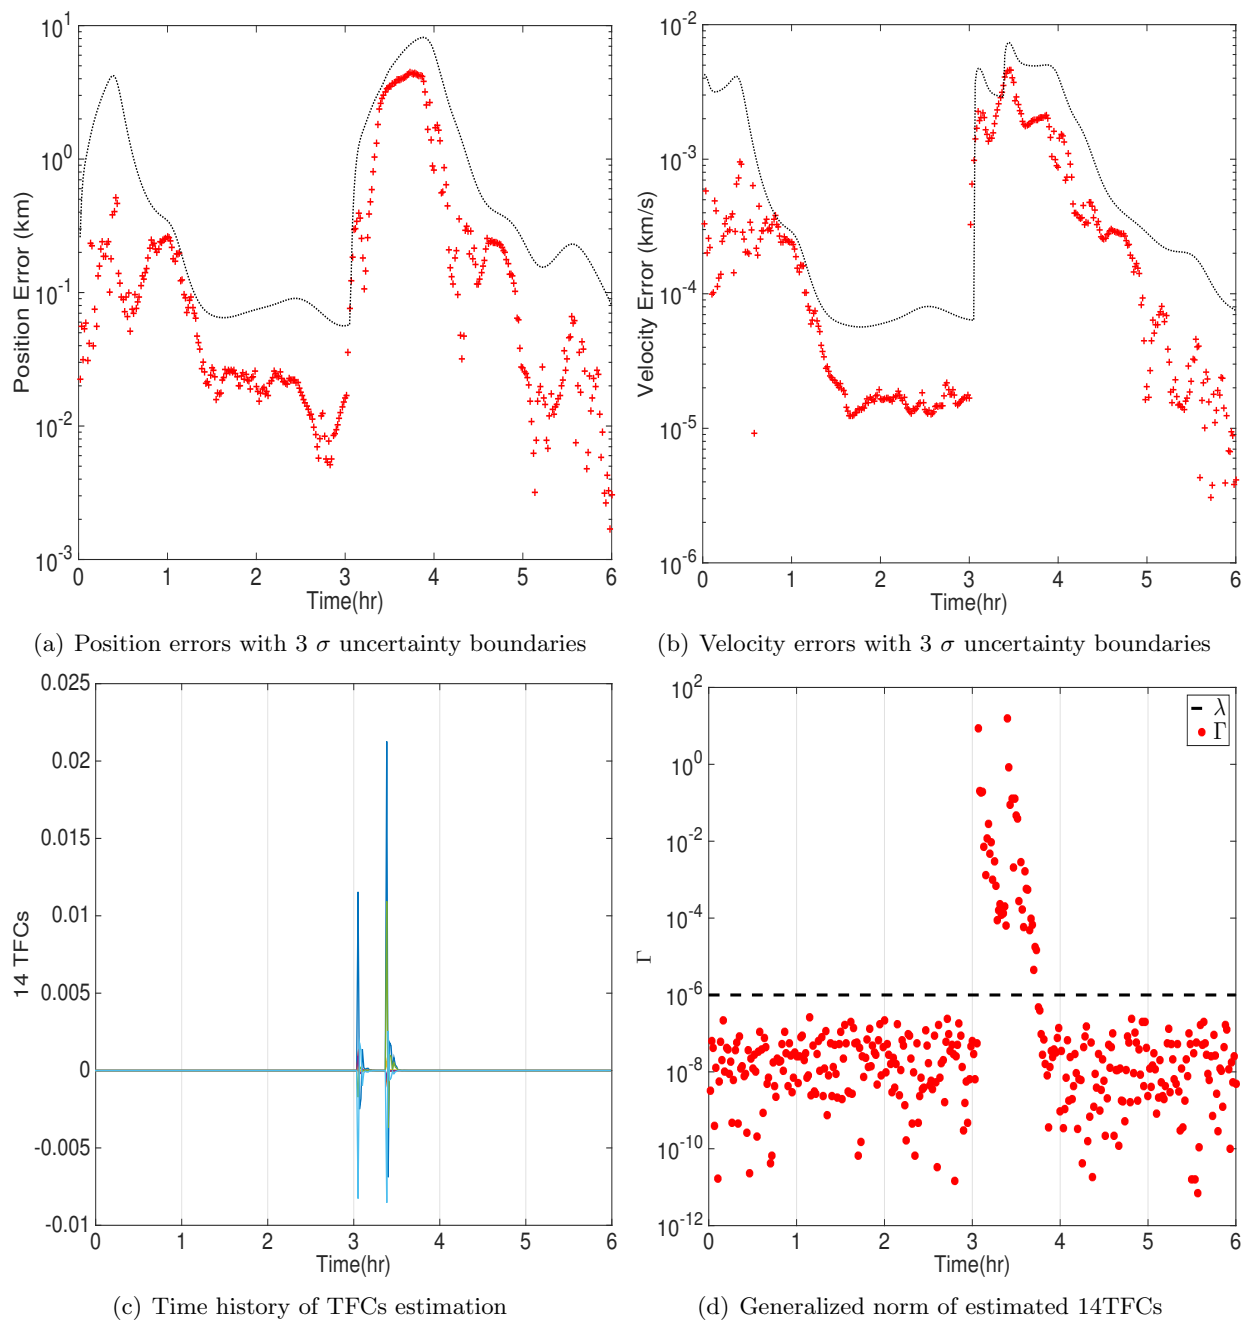 10^1
10^0
10^-1
10^-2
10^-3
Position Error (km)
0 1 2 3 4 5 6
Time(hr)
(a) Position errors with 3 σ uncertainty boundaries
10^-2
10^-3
10^-4
10^-5
10^-6
Velocity Error (km/s)
0 1 2 3 4 5 6
Time(hr)
(b) Velocity errors with 3 σ uncertainty boundaries
0.025
0.02
0.015
0.01
0.005
0
-0.005
-0.01
14 TFCs
0 1 2 3 4 5 6
Time(hr)
(c) Time history of TFCs estimation
10^2
10^0
10^-2
10^-4
10^-6
10^-8
10^-10
10^-12
Γ
λ
Γ
0 1 2 3 4 5 6
Time(hr)
(d) Generalized norm of estimated 14TFCs